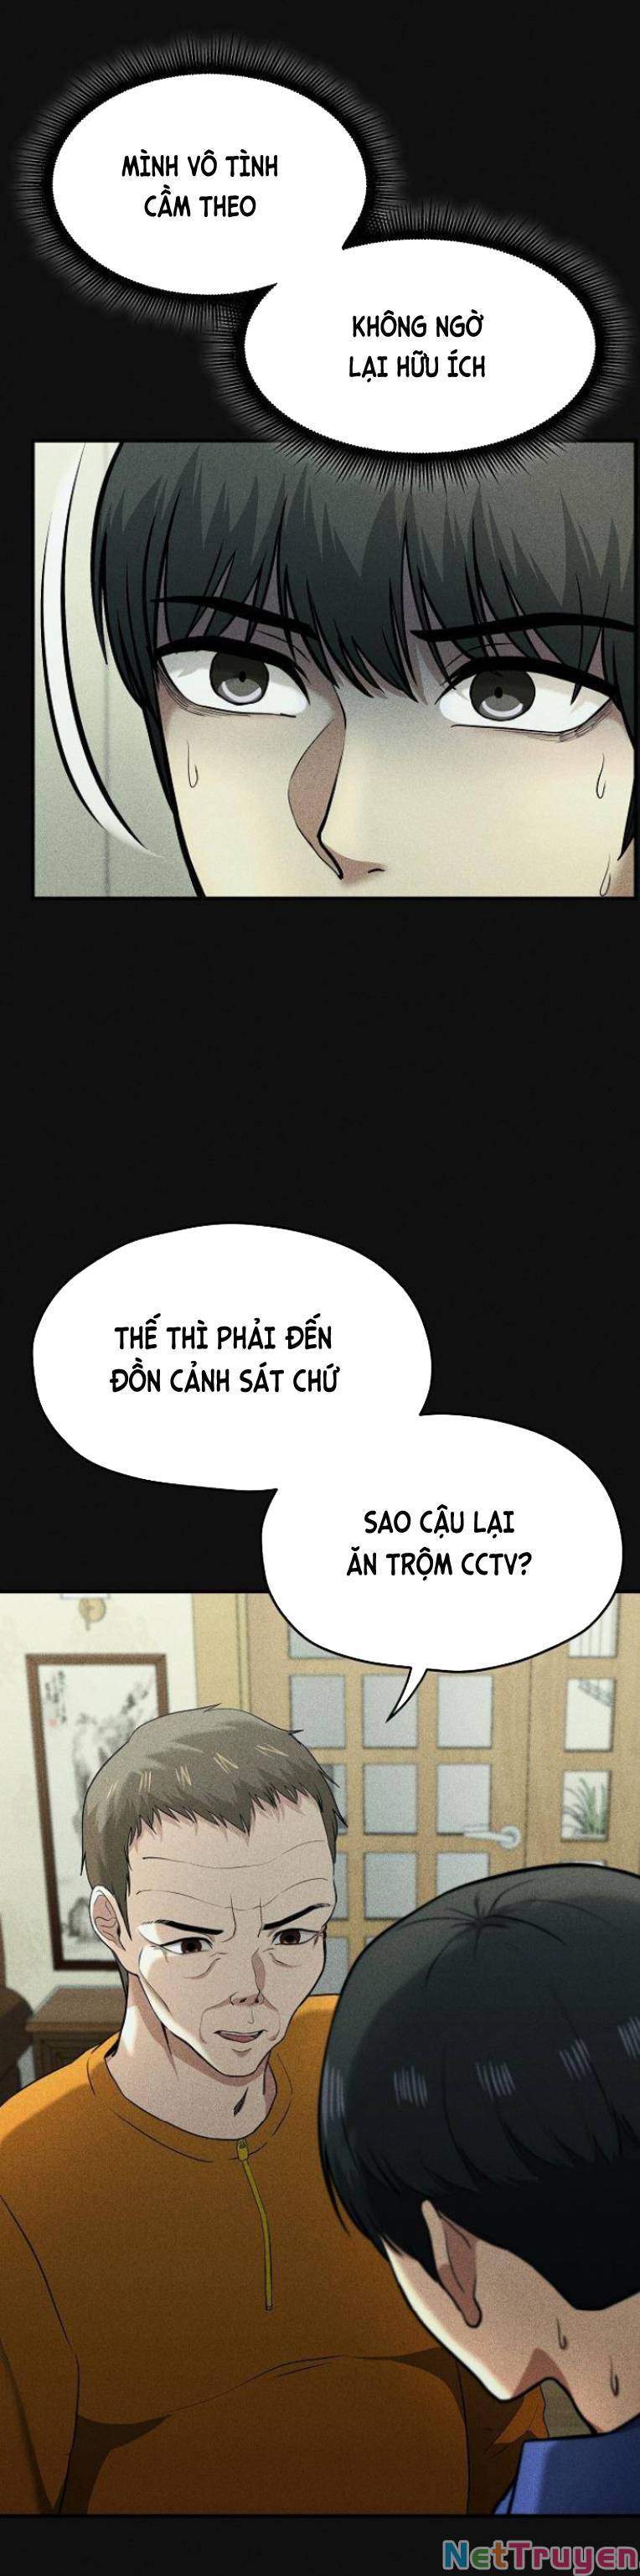 MÌNH VÔ TÌNH
CẦM THEO
KHÔNG NGỜ
LẠI HỮU ÍCH
THẾ THÌ PHẢI ĐẾN
ĐỒN CẢNH SÁT CHỨ
SAO CẬU LẠI
ĂN TRỘM CCTV?
NetTruyen